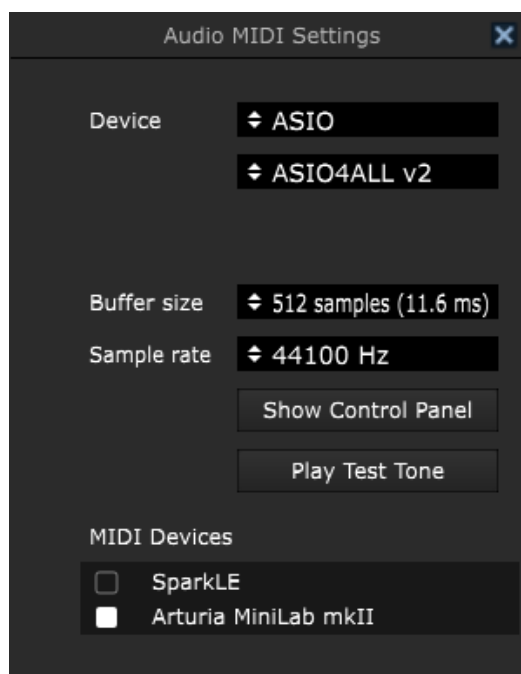 Audio MIDI Settings
Device
ASIO
ASIO4ALL v2
Buffer size
512 samples (11.6 ms)
Sample rate
44100 Hz
Show Control Panel
Play Test Tone
MIDI Devices
SparkLE
Arturia MiniLab mkII